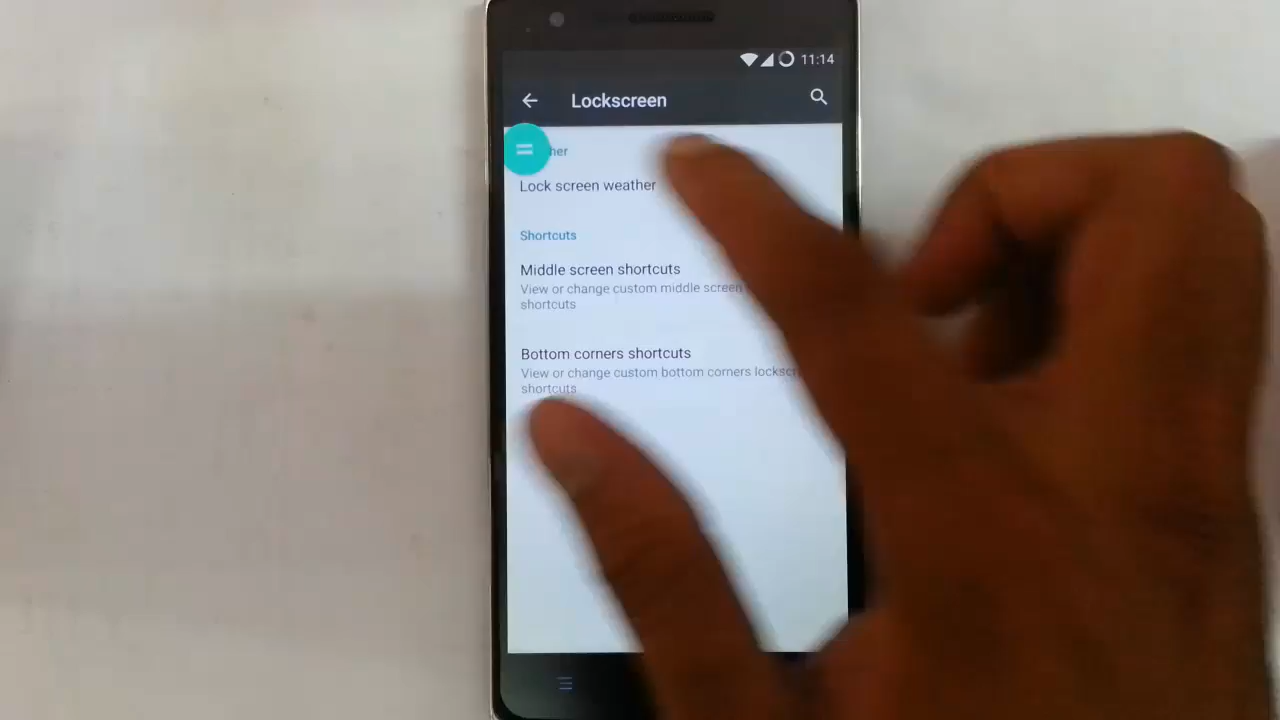 11:14
Lockscreen
her
Lock screen weather
Shortcuts
Middle screen shortcuts
View or change custom middle screen
shortcuts
Bottom corners shortcuts
View or change custom bottom corners
shortcuts